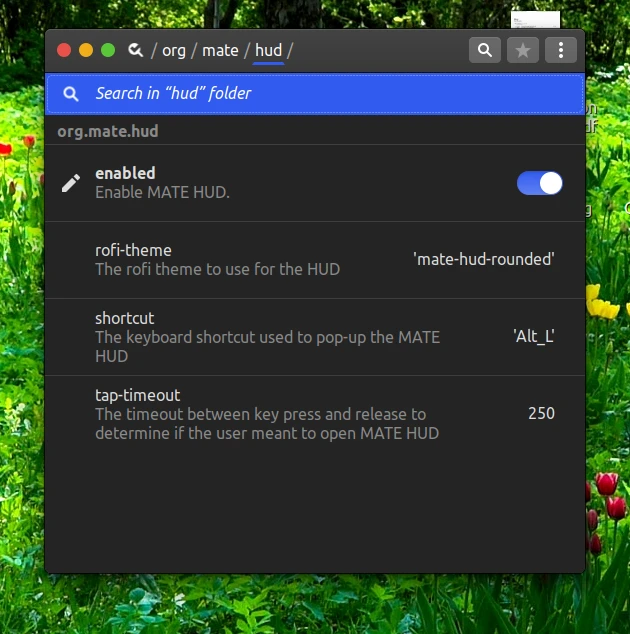 / org / mate / hud /
Search in “hud” folder
org.mate.hud
enabled
Enable MATE HUD.
rofi-theme
The rofi theme to use for the HUD
'mate-hud-rounded'
shortcut
The keyboard shortcut used to pop-up the MATE
HUD
'Alt_L'
tap-timeout
The timeout between key press and release to
determine if the user meant to open MATE HUD
250